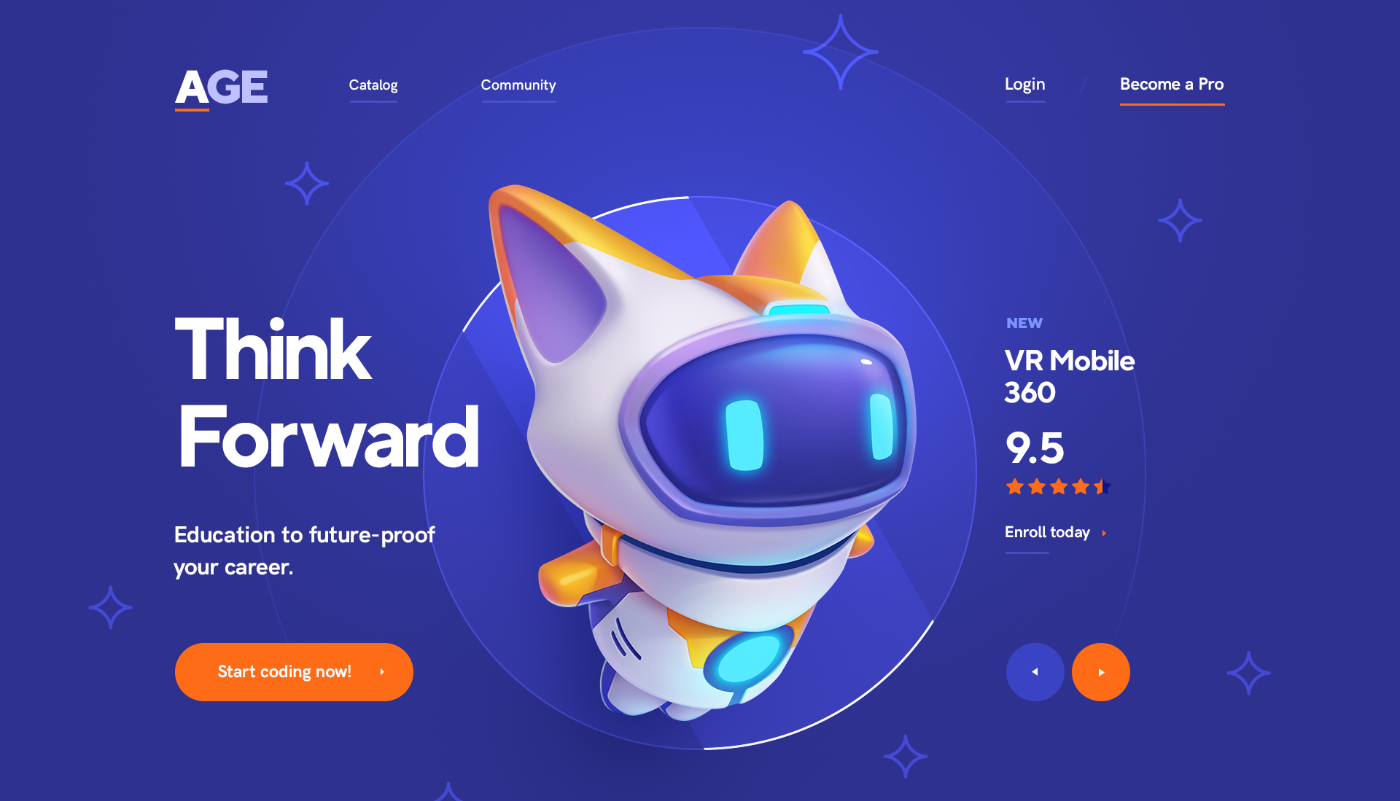 AGE
Catalog
Community
Login
/
Become a Pro
Think
Forward
Education to future-proof
your career.
Start coding now!
NEW
VR Mobile
360
9.5
Enroll today